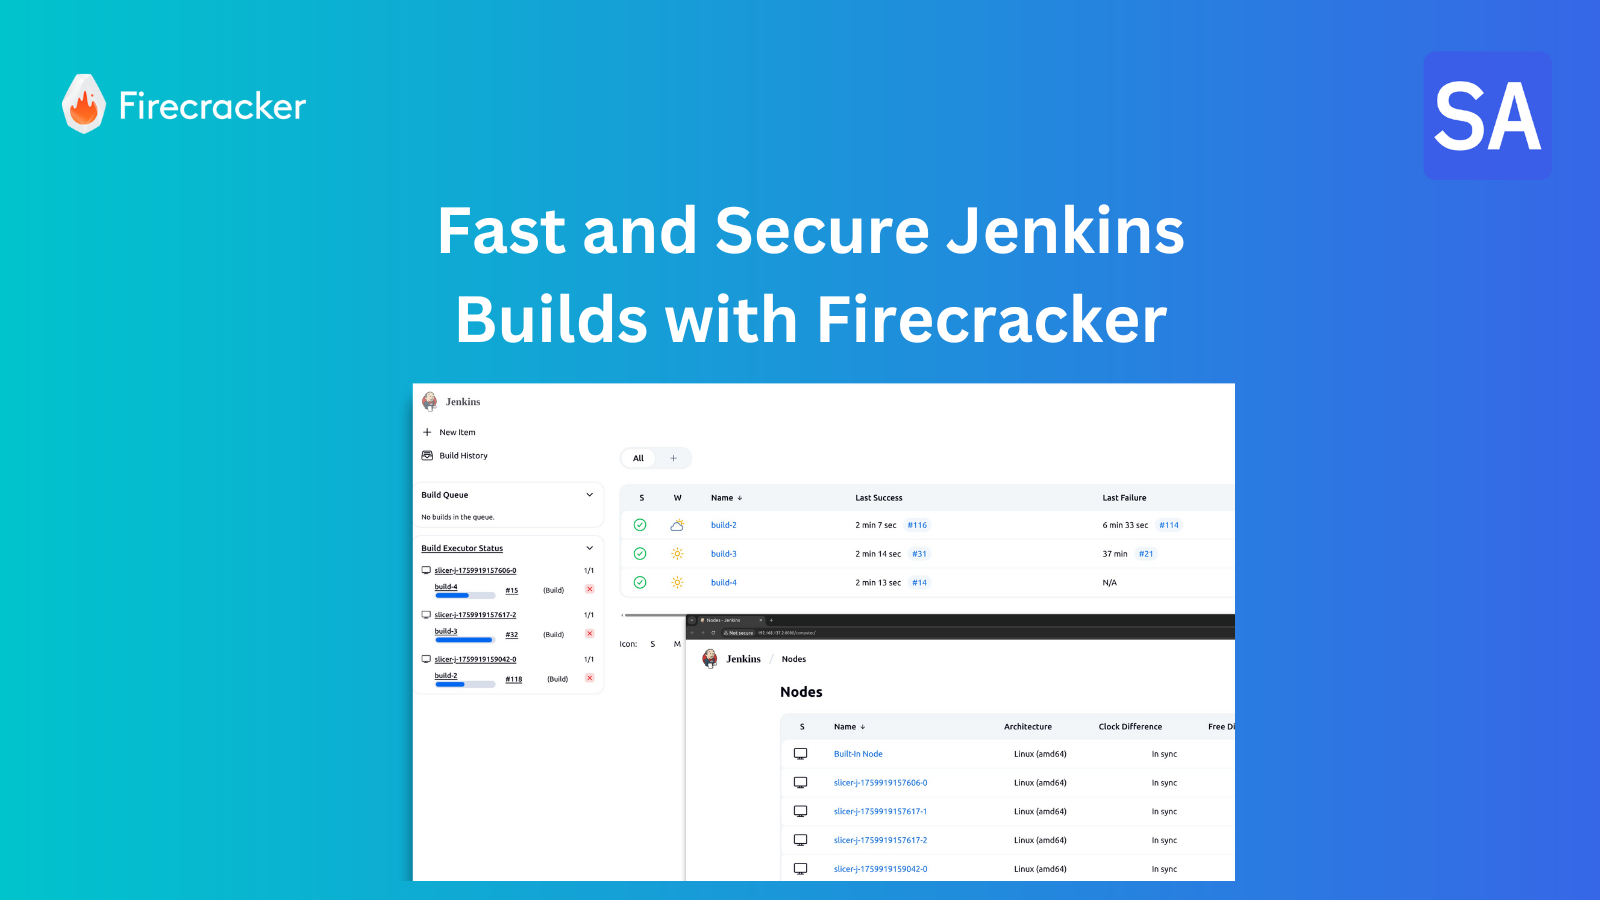 Firecracker
SA
Fast and Secure Jenkins
Builds with Firecracker
Jenkins
New Item
Build History
All +
Build Queue
No builds in the queue.
S W Name ↓ Last Success Last Failure
build-2 2 min 7 sec #116 6 min 33 sec #114
build-3 2 min 14 sec #31 37 min #21
build-4 2 min 13 sec #14 N/A
Build Executor Status
slicer-j-1759919157606-0 1/1
build-4 #15 (Build)
slicer-j-1759919157617-2 1/1
build-3 #32 (Build)
slicer-j-1759919159042-0 1/1
build-2 #118 (Build)
Icon: S M
Nodes - Jenkins
Not secure
Jenkins / Nodes
Nodes
S Name ↓ Architecture Clock Difference Free Di
Built-In Node Linux (amd64) In sync
slicer-j-1759919157606-0 Linux (amd64) In sync
slicer-j-1759919157617-1 Linux (amd64) In sync
slicer-j-1759919157617-2 Linux (amd64) In sync
slicer-j-1759919159042-0 Linux (amd64) In sync